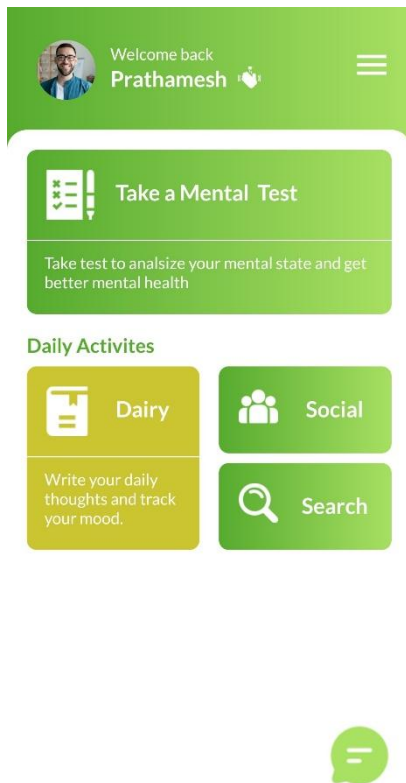 Welcome back
Prathamesh
Take a Mental Test
Take test to analsize your mental state and get
better mental health
Daily Activites
Dairy
Write your daily
thoughts and track
your mood.
Social
Search